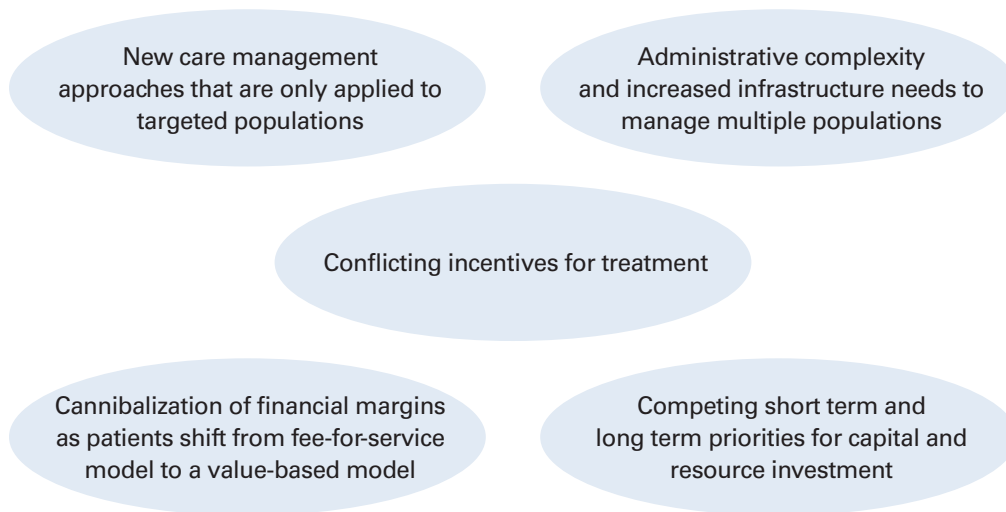 New care management
approaches that are only applied to
targeted populations
Administrative complexity
and increased infrastructure needs to
manage multiple populations
Conflicting incentives for treatment
Cannibalization of financial margins
as patients shift from fee-for-service
model to a value-based model
Competing short term and
long term priorities for capital and
resource investment